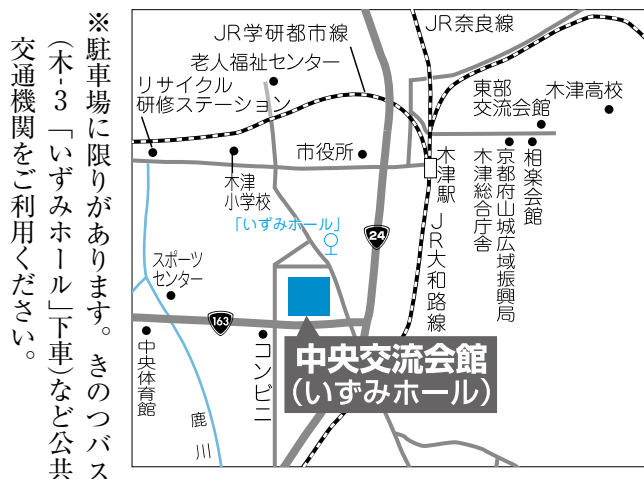 ※駐車場に限りがあります。きのつバス
（木-3「いずみホール」下車）など公共
交通機関をご利用ください。
JR学研都市線
JR奈良線
老人福祉センター
リサイクル
研修ステーション
東部
交流会館
木津高校
市役所
木津
小学校
木津駅
JR大和路線
木津総合庁舎
京都府山城広域振興局
相楽会館
「いずみホール」
24
スポーツ
センター
163
中央体育館
コンビニ
鹿川
中央交流会館
（いずみホール）